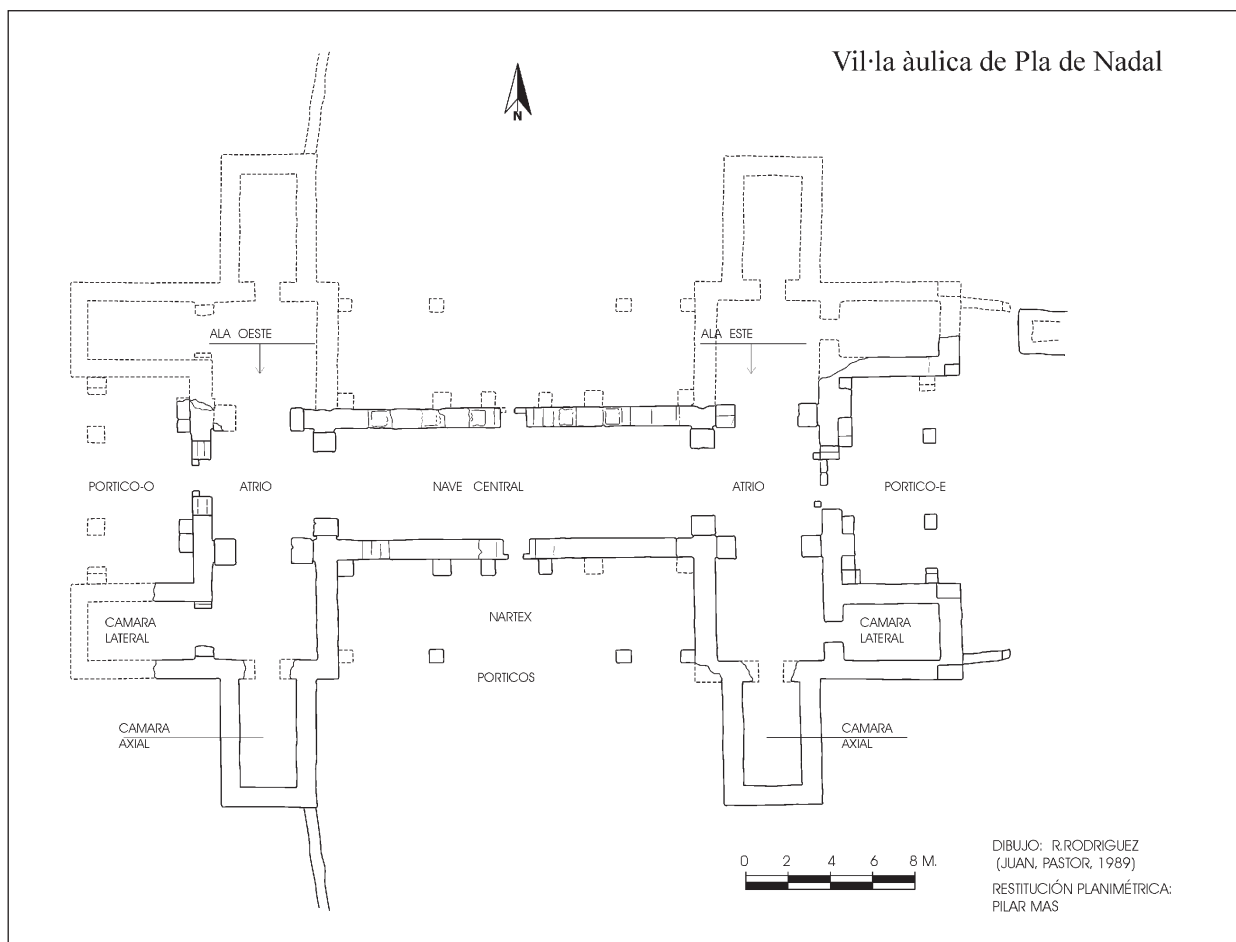 Vil·la àulica de Pla de Nadal
N
ALA OESTE
ALA ESTE
PORTICO-O
ATRIO
NAVE CENTRAL
ATRIO
PORTICO-E
CAMARA
LATERAL
NARTEX
CAMARA
LATERAL
PORTICOS
CAMARA
AXIAL
CAMARA
AXIAL
0 2 4 6 8 M.
DIBUJO: R.RODRIGUEZ
(JUAN, PASTOR, 1989)
RESTITUCIÓN PLANIMÉTRICA:
PILAR MAS